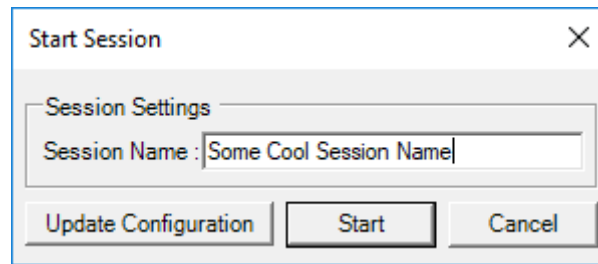 Start Session
Session Settings
Session Name : Some Cool Session Name
Update Configuration Start Cancel